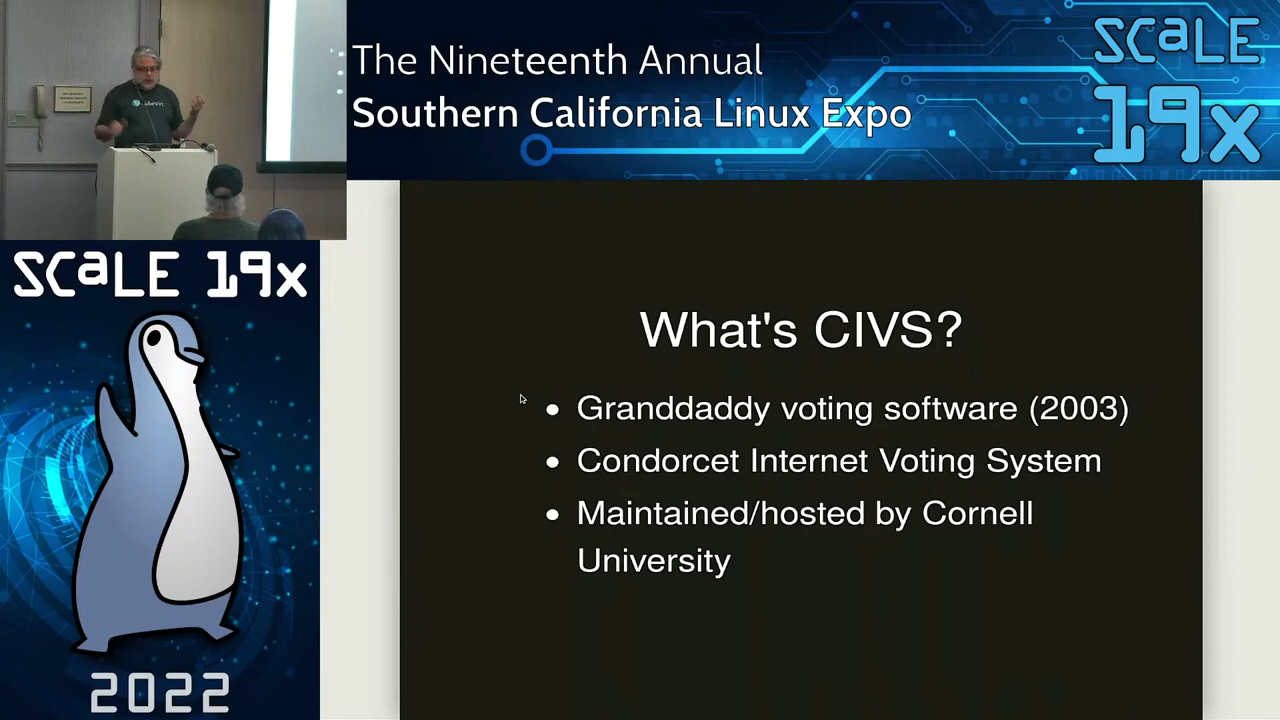 The Nineteenth Annual
Southern California Linux Expo
SCaLE
19x
SCaLE 19x
2022
What's CIVS?
• Granddaddy voting software (2003)
• Condorcet Internet Voting System
• Maintained/hosted by Cornell
University